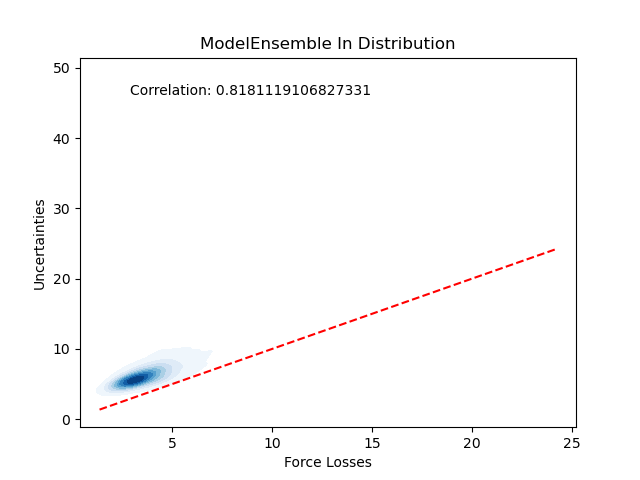 ModelEnsemble In Distribution
Correlation: 0.8181119106827331
50
40
30
20
10
0
Uncertainties
5
10
15
20
25
Force Losses